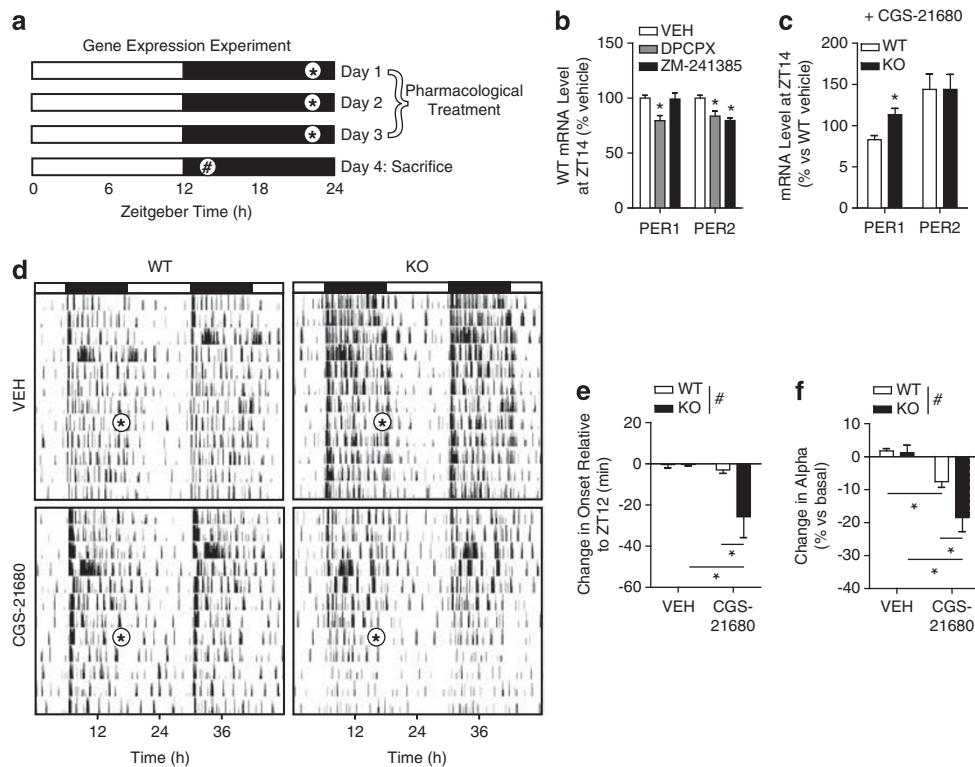 a
Gene Expression Experiment
* Day 1
* Day 2
* Day 3
Pharmacological
Treatment
# Day 4: Sacrifice
0 6 12 18 24
Zeitgeber Time (h)
b
VEH
DPCPX
ZM-241385
WT mRNA Level
at ZT14 (% vehicle)
150
100
50
0
* * *
PER1 PER2
c
+ CGS-21680
WT
KO
mRNA Level at ZT14
(% vs WT vehicle)
200
150
100
50
0
*
PER1 PER2
d
WT KO
VEH
* *
CGS-21680
* *
12 24 36 12 24 36
Time (h) Time (h)
e
WT
KO
#
Change in Onset Relative
to ZT12 (min)
20
0
-20
-40
-60
*
*
VEH CGS-
21680
f
WT
KO
#
Change in Alpha
(% vs basal)
10
0
-10
-20
-30
-40
*
*
*
VEH CGS-
21680